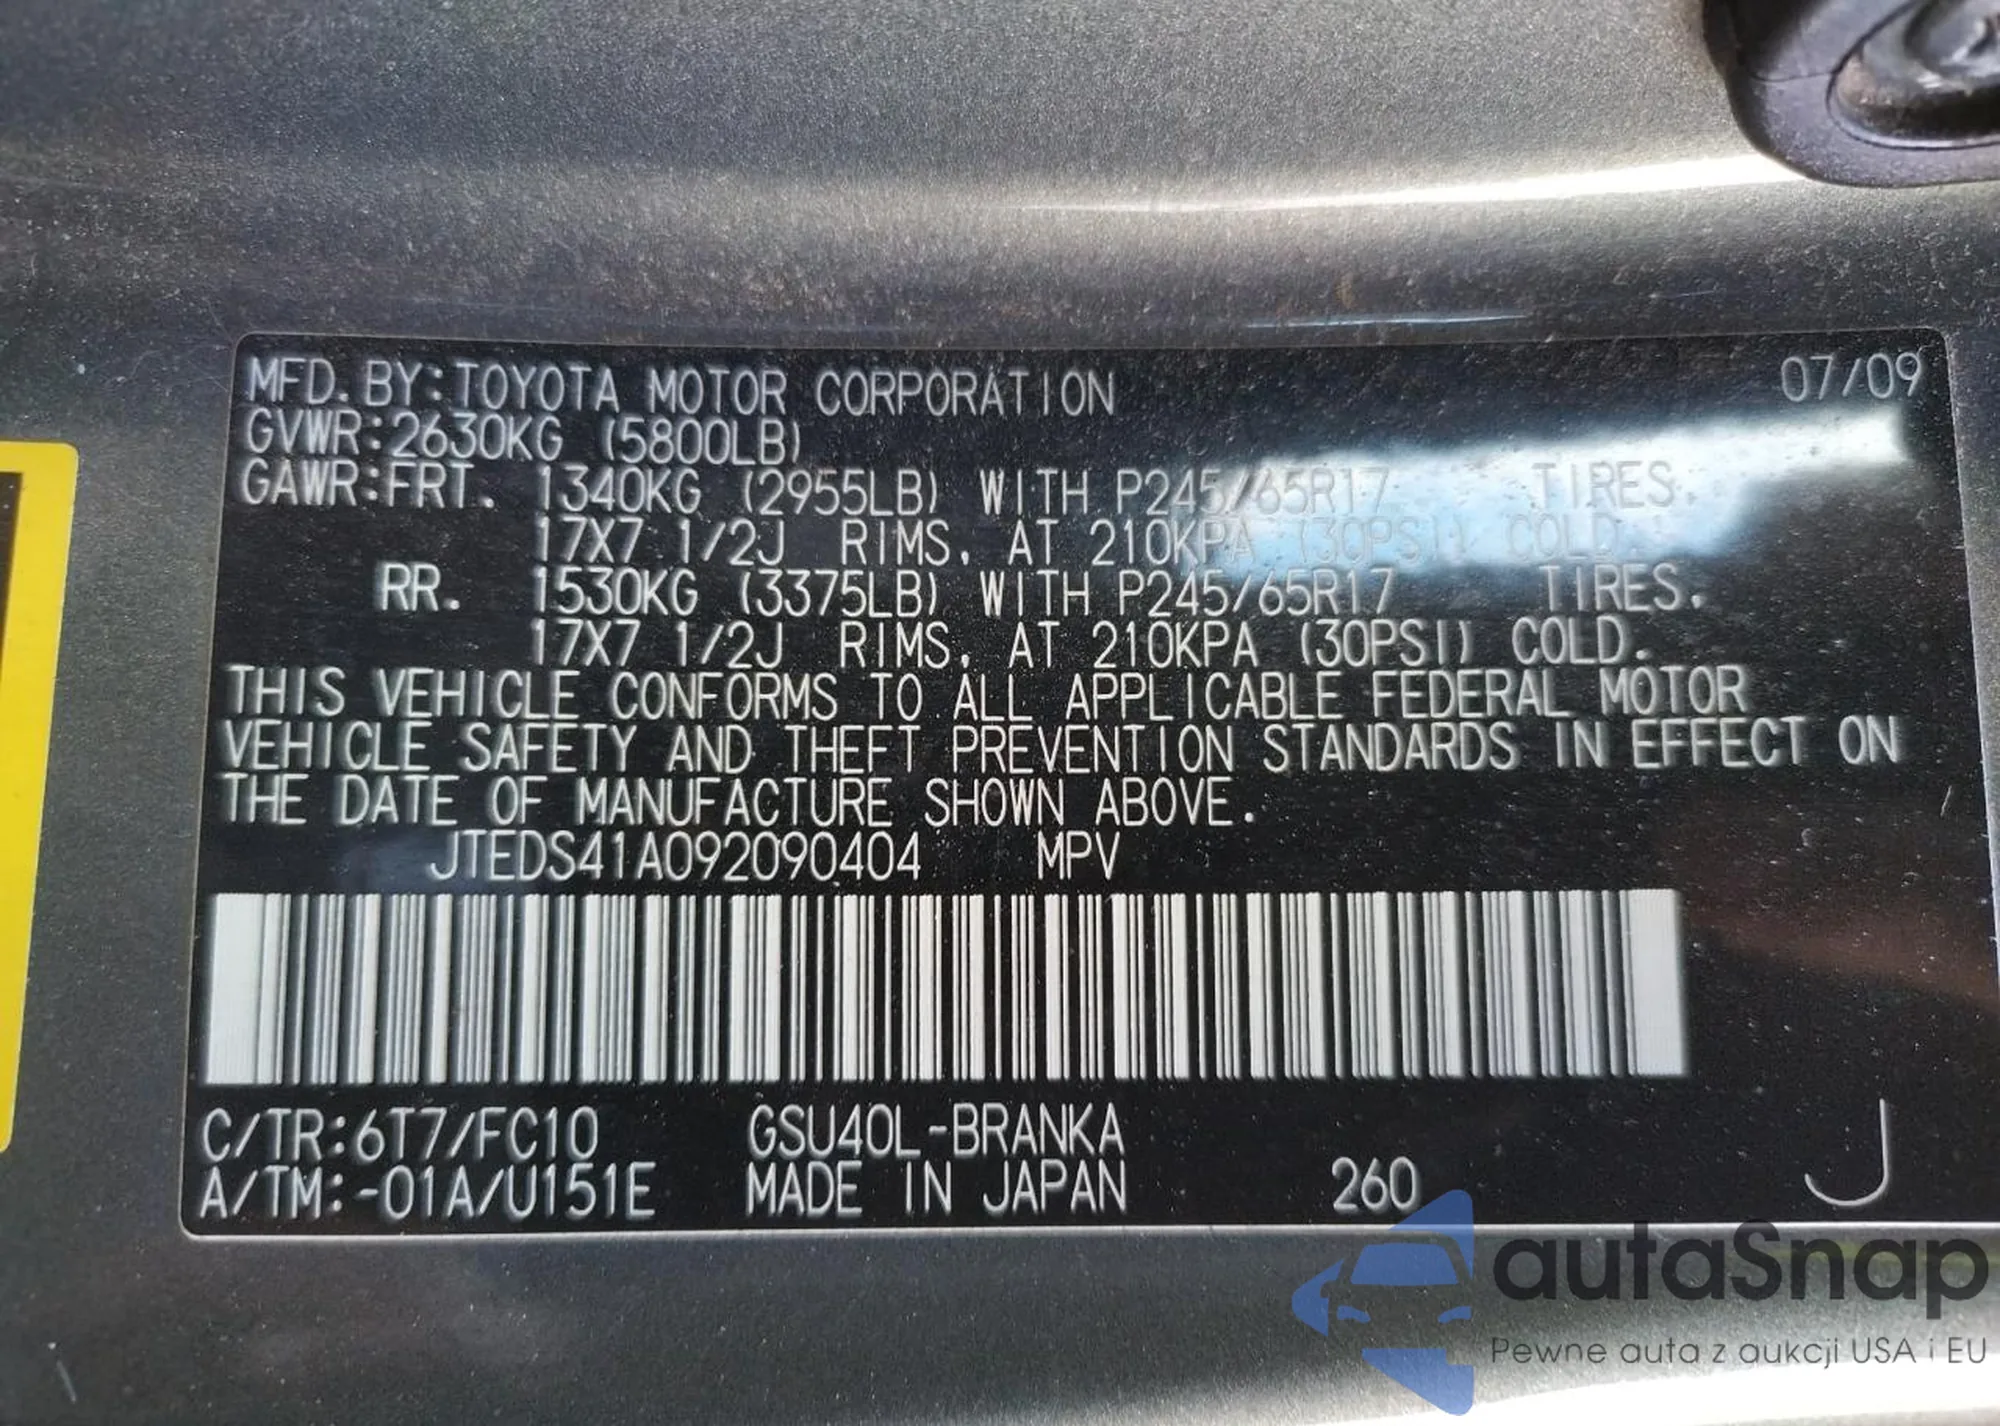 MFD.BY:TOYOTA MOTOR CORPORATION 07/09
GVWR:2630KG (5800LB)
GAWR:FRT. 1340KG (2955LB) WITH P245/65R17 TIRES.
17X7 1/2J RIMS, AT 210KPA (30PSI) COLD.
RR. 1530KG (3375LB) WITH P245/65R17 TIRES.
17X7 1/2J RIMS, AT 210KPA (30PSI) COLD.
THIS VEHICLE CONFORMS TO ALL APPLICABLE FEDERAL MOTOR
VEHICLE SAFETY AND THEFT PREVENTION STANDARDS IN EFFECT ON
THE DATE OF MANUFACTURE SHOWN ABOVE.
JTEDS41A092090404 MPV
C/TR:6T7/FC10 GSU40L-BRANKA J
A/TM:-01A/U151E MADE IN JAPAN 260
autaSnap
Pewne auta z aukcji USA i EU